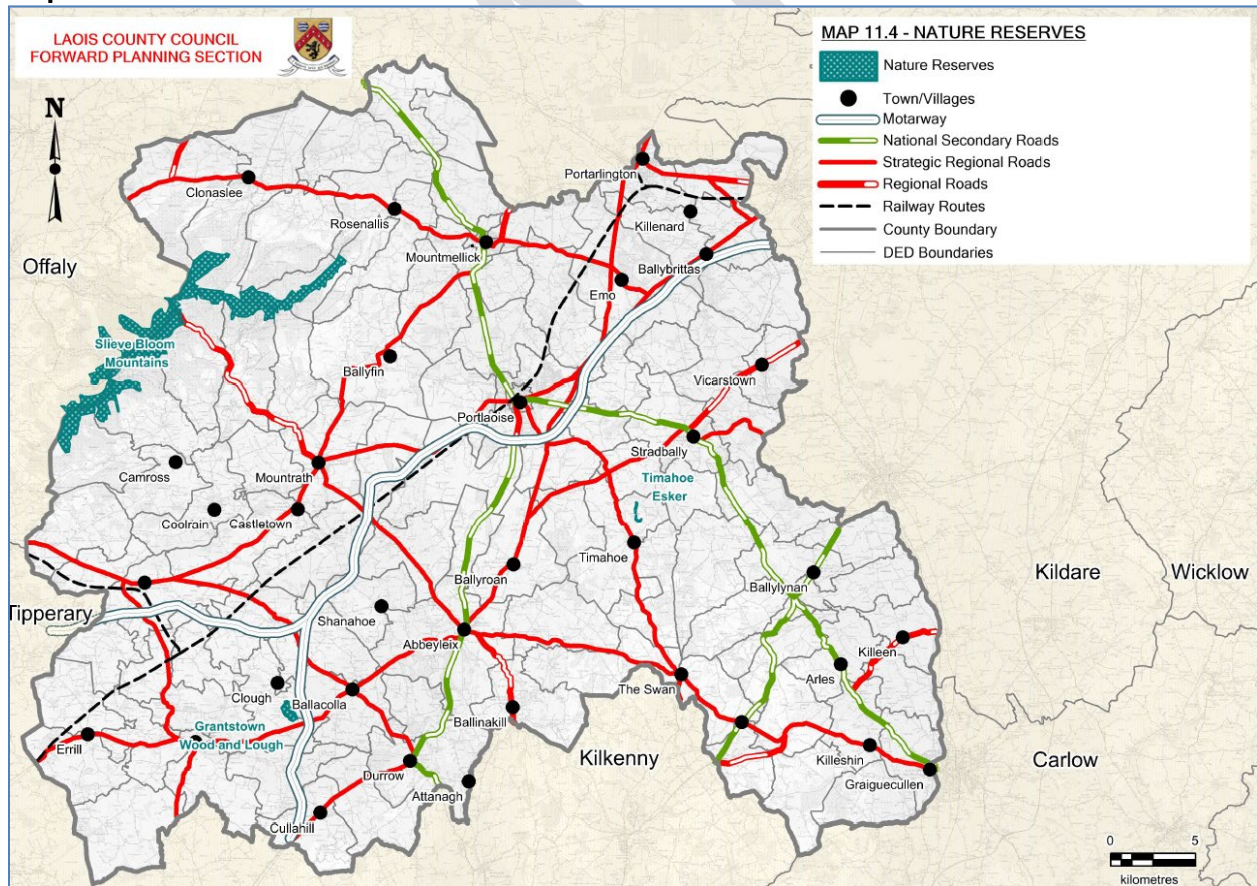 LAOIS COUNTY COUNCIL
FORWARD PLANNING SECTION
MAP 11.4 - NATURE RESERVES
Nature Reserves
Town/Villages
Motarway
National Secondary Roads
Strategic Regional Roads
Regional Roads
Railway Routes
County Boundary
DED Boundaries
N
Portarlington
Clonaslee
Rosenallis
Killenard
Mountmellick
Ballybrittas
Offaly
Emo
Slieve Bloom
Mountains
Ballyfin
Vicarstown
Portlaoise
Stradbally
Camross
Mountrath
Timahoe
Esker
Coolrain
Castletown
Timahoe
Ballyroan
Ballylynan
Kildare
Wicklow
Tipperary
Shanahoe
Abbeyleix
Killeen
The Swan
Arles
Clough
Ballacolla
Ballinakill
Grantstown
Wood and Lough
Errill
Kilkenny
Killeshin
Carlow
Durrow
Graiguecullen
Attanagh
Cullahill
0 5
kilometres